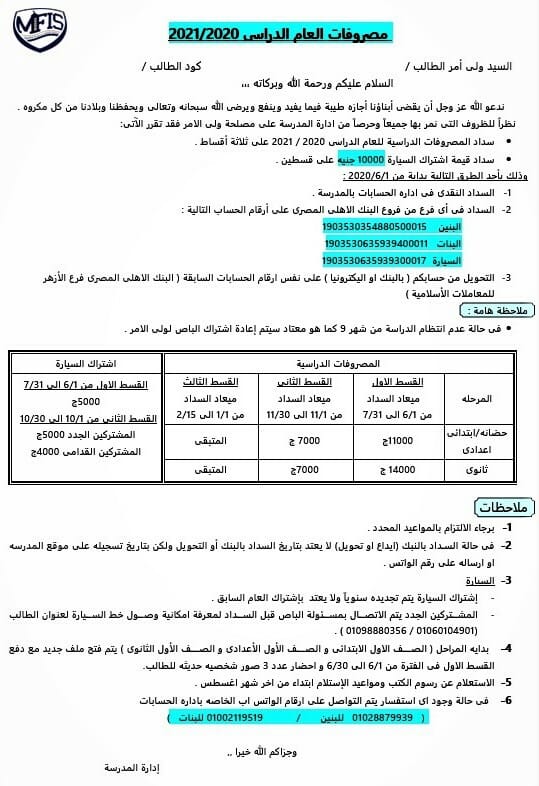 MFIS
مصروفات العام الدراسى 2021/2020
السيد ولى أمر الطالب / كود الطالب /
السلام عليكم ورحمة الله وبركاته ،،،
ندعو الله عز وجل أن يقضى أبناؤنا أجازه طيبة فيما يفيد وينفع ويرضى الله سبحانه وتعالى ويحفظنا وبلادنا من كل مكروه .
نظراً للظروف التى نمر بها جميعاً وحرصاً من ادارة المدرسة على مصلحة ولى الامر فقد تقرر الآتى:
• سداد المصروفات الدراسية للعام الدراسى 2020 / 2021 على ثلاثة أقساط .
• سداد قيمة اشتراك السيارة 10000 جنيه على قسطين .
وذلك بأحد الطرق التالية بداية من 2020/6/1 :
1- السداد النقدى فى اداره الحسابات بالمدرسة .
2- السداد فى أى فرع من فروع البنك الاهلى المصرى على أرقام الحساب التالية :
البنين 1903530354880500015
البنات 1903530635939400011
السيارة 1903530635939300017
3- التحويل من حسابكم ( بالبنك او اليكترونيا ) على نفس ارقام الحسابات السابقة ( البنك الاهلى المصرى فرع الأزهر
للمعاملات الأسلامية )
ملاحظة هامة :
• فى حالة عدم انتظام الدراسة من شهر 9 كما هو معتاد سيتم إعادة اشتراك الباص لولى الامر .
المصروفات الدراسية
اشتراك السيارة
المرحله
القسط الاول
ميعاد السداد
من 6/1 الى 7/31
القسط الثانى
ميعاد السداد
من 11/1 الى 11/30
القسط الثالث
ميعاد السداد
من 1/1 الى 2/15
القسط الاول من 6/1 الى 7/31
5000ج
القسط الثانى من 10/1 الى 10/30
المشتركين الجدد 5000ج
المشتركين القدامى 4000ج
حضانه/ابتدائى
اعدادى
11000ج
7000 ج
المتبقى
ثانوى
14000 ج
7000ج
المتبقى
ملاحظات
1- برجاء الالتزام بالمواعيد المحدد .
2- فى حالة السداد بالبنك (ايداع او تحويل) لا يعتد بتاريخ السداد بالبنك أو التحويل ولكن بتاريخ تسجيله على موقع المدرسه
او ارساله على رقم الواتس .
3- السيارة
- إشتراك السيارة يتم تجديده سنوياً ولا يعتد بإشتراك العام السابق .
- المشتركين الجدد يتم الاتصال بمسئولة الباص قبل السداد لمعرفة امكانية وصول خط السيارة لعنوان الطالب
(01060104901 / 01098880356 ) .
4- بدايه المراحل ( الصف الاول الابتدائى و الصف الأول الأعدادى و الصف الأول الثانوى ) يتم فتح ملف جديد مع دفع
القسط الاول فى الفترة من 6/1 الى 6/30 و احضار عدد 3 صور شخصيه حديثه للطالب.
5- الاستعلام عن رسوم الكتب ومواعيد الإستلام ابتداء من اخر شهر اغسطس .
6- فى حالة وجود اى استفسار يتم التواصل على ارقام الواتس اب الخاصه باداره الحسابات
( 01028879939 للبنين / 01002119519 للبنات )
وجزاكم الله خيرا ,,
إدارة المدرسة